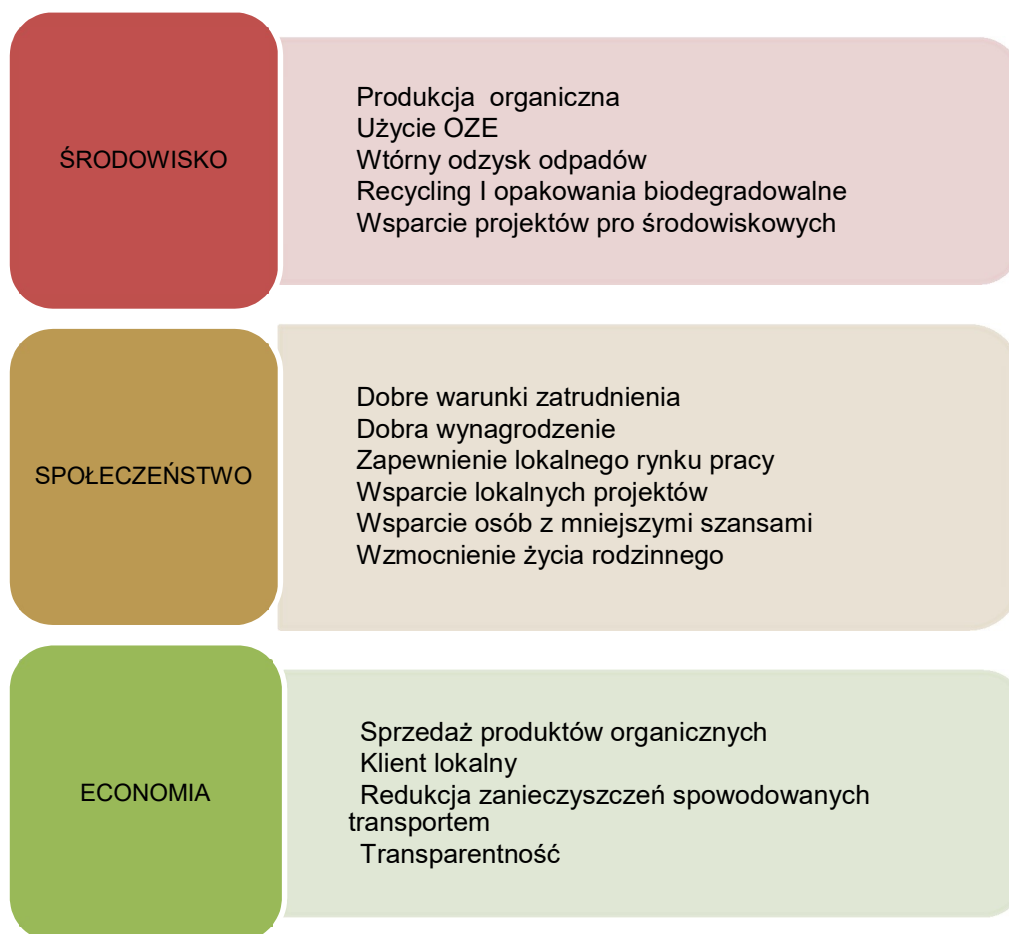 ŚRODOWISKO
Produkcja organiczna
Użycie OZE
Wtórny odzysk odpadów
Recycling I opakowania biodegradowalne
Wsparcie projektów pro środowiskowych
SPOŁECZEŃSTWO
Dobre warunki zatrudnienia
Dobra wynagrodzenie
Zapewnienie lokalnego rynku pracy
Wsparcie lokalnych projektów
Wsparcie osób z mniejszymi szansami
Wzmocnienie życia rodzinnego
ECONOMIA
Sprzedaż produktów organicznych
Klient lokalny
Redukcja zanieczyszczeń spowodowanych
transportem
Transparentność